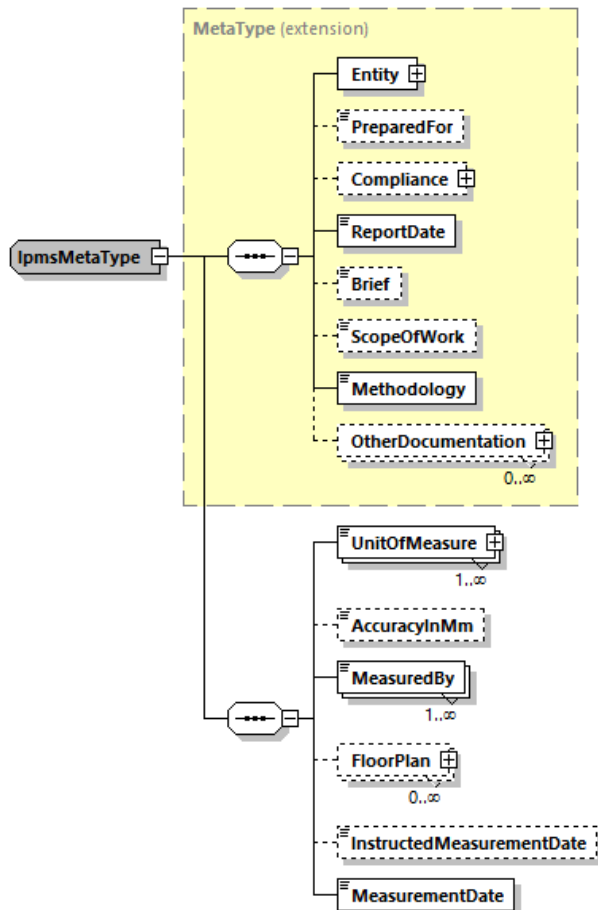 MetaType (extension)
Entity
PreparedFor
Compliance
ReportDate
IpmsMetaType
Brief
ScopeOfWork
Methodology
OtherDocumentation
0..∞
UnitOfMeasure
1..∞
AccuracyInMm
MeasuredBy
1..∞
FloorPlan
0..∞
InstructedMeasurementDate
MeasurementDate